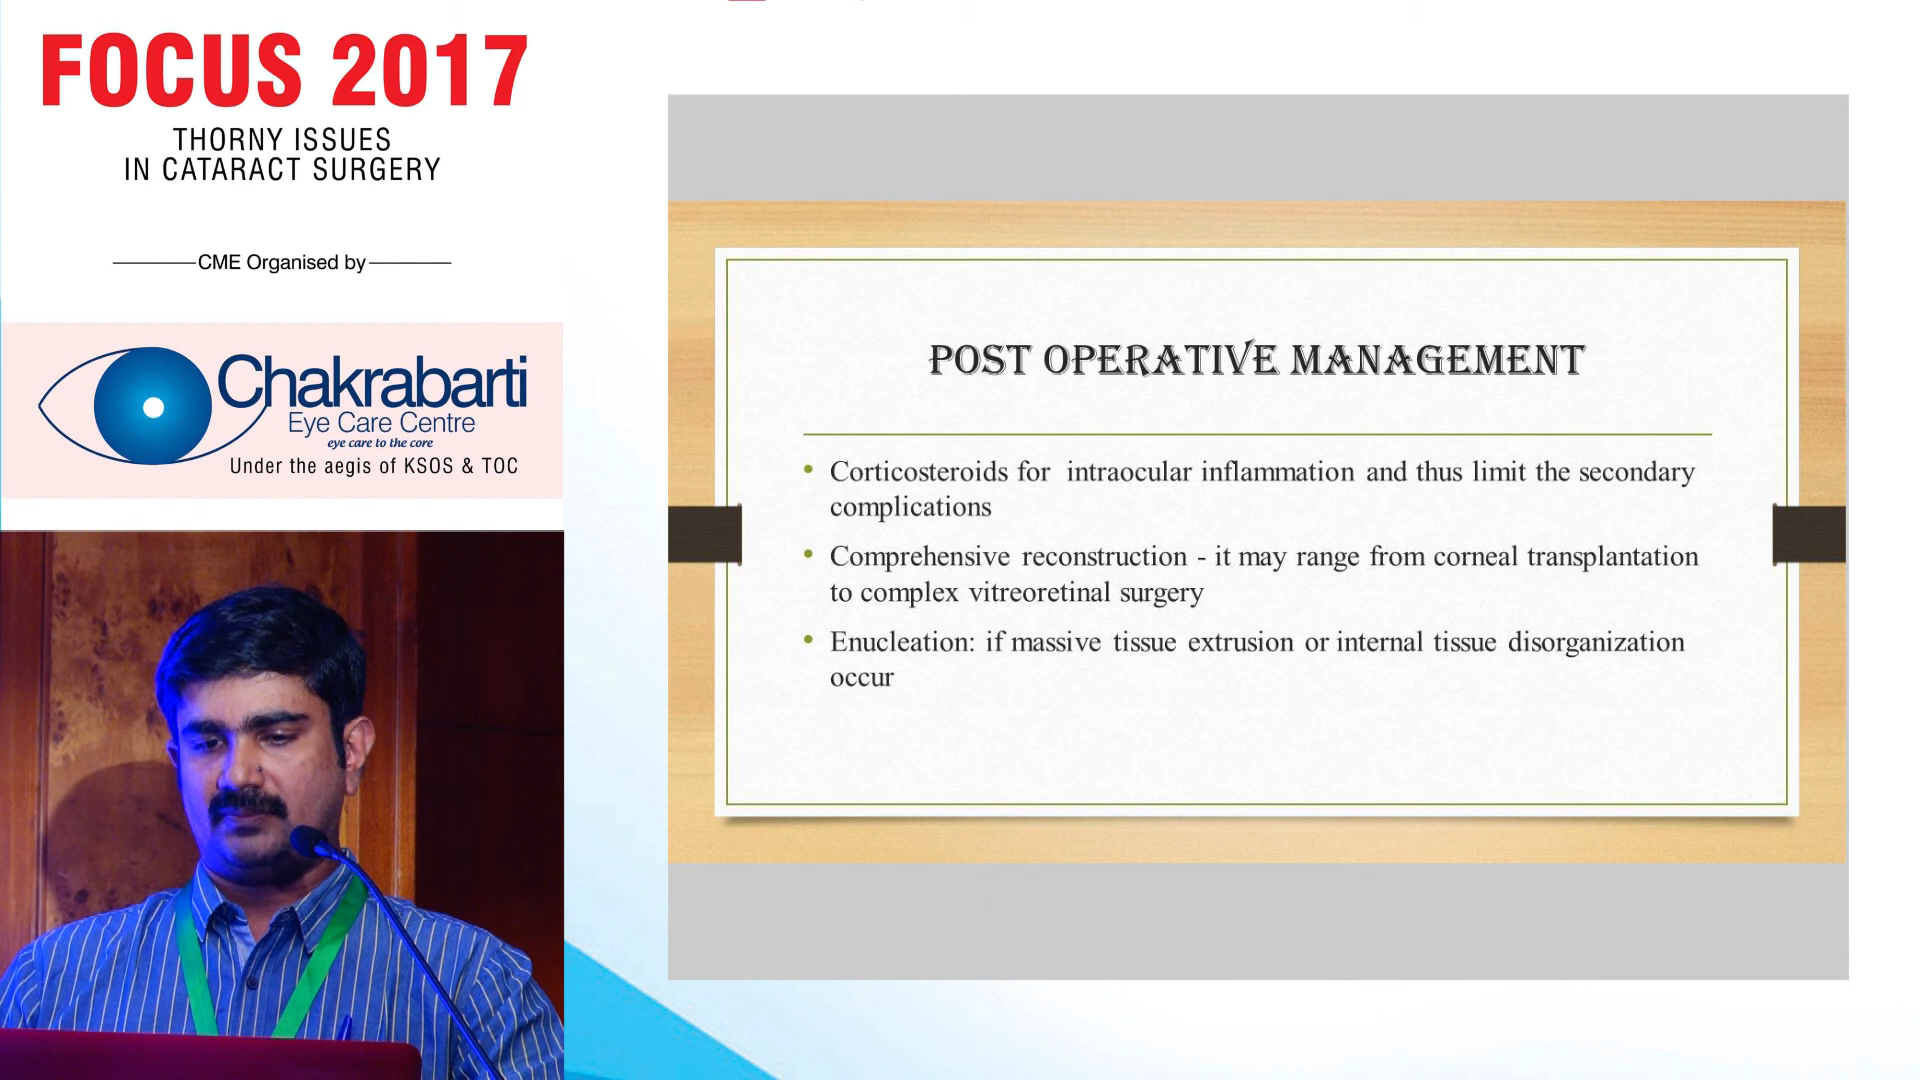 FOCUS 2017
THORNY ISSUES
IN CATARACT SURGERY
CME Organised by
Chakrabarti
Eye Care Centre
eye care to the core
Under the aegis of KSOS & TOC
POST OPERATIVE MANAGEMENT
• Corticosteroids for intraocular inflammation and thus limit the secondary
complications
• Comprehensive reconstruction - it may range from corneal transplantation
to complex vitreoretinal surgery
• Enucleation: if massive tissue extrusion or internal tissue disorganization
occur